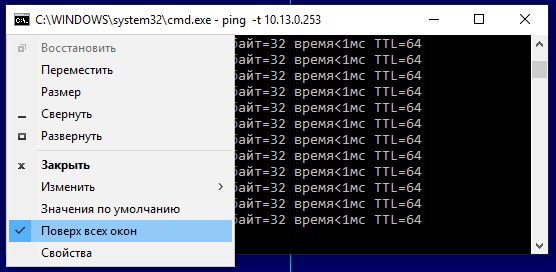 C:\WINDOWS\system32\cmd.exe - ping -t 10.13.0.253
Восстановить
Переместить
Размер
Свернуть
Развернуть
Закрыть
Изменить
Значения по умолчанию
Поверх всех окон
Свойства
байт=32 время<1мс TTL=64
байт=32 время<1мс TTL=64
байт=32 время<1мс TTL=64
байт=32 время<1мс TTL=64
байт=32 время<1мс TTL=64
байт=32 время<1мс TTL=64
байт=32 время<1мс TTL=64
байт=32 время<1мс TTL=64
байт=32 время<1мс TTL=64
байт=32 время<1мс TTL=64
байт=32 время<1мс TTL=64
байт=32 время<1мс TTL=64